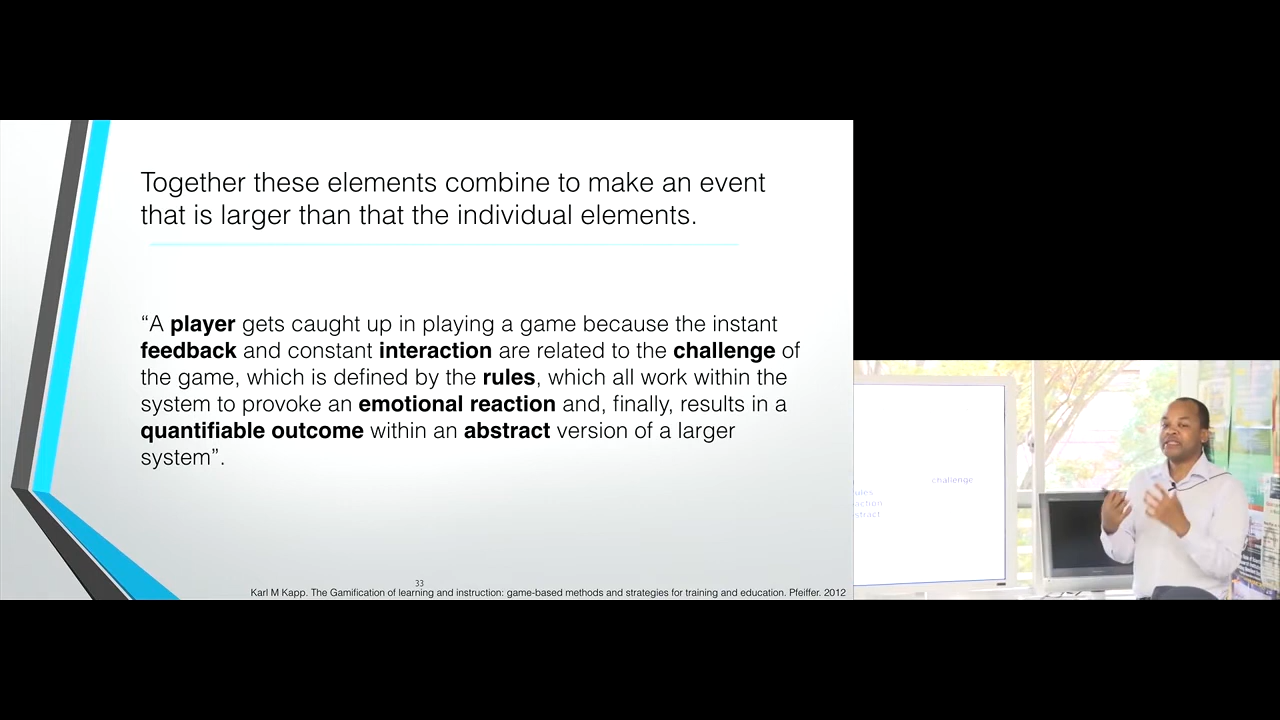 Together these elements combine to make an event
that is larger than that the individual elements.
“A player gets caught up in playing a game because the instant
feedback and constant interaction are related to the challenge of
the game, which is defined by the rules, which all work within the
system to provoke an emotional reaction and, finally, results in a
quantifiable outcome within an abstract version of a larger
system”.
33
Karl M Kapp. The Gamification of learning and instruction: game-based methods and strategies for training and education. Pfeiffer. 2012
challenge